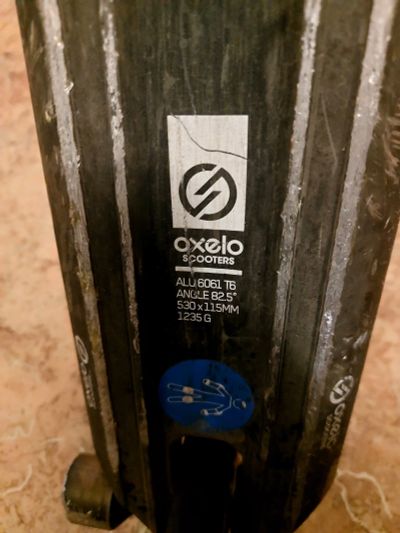 oxelo
SCOOTERS
ALU 6061 T6
ANGLE 82.5°
530 x 115MM
1235 G